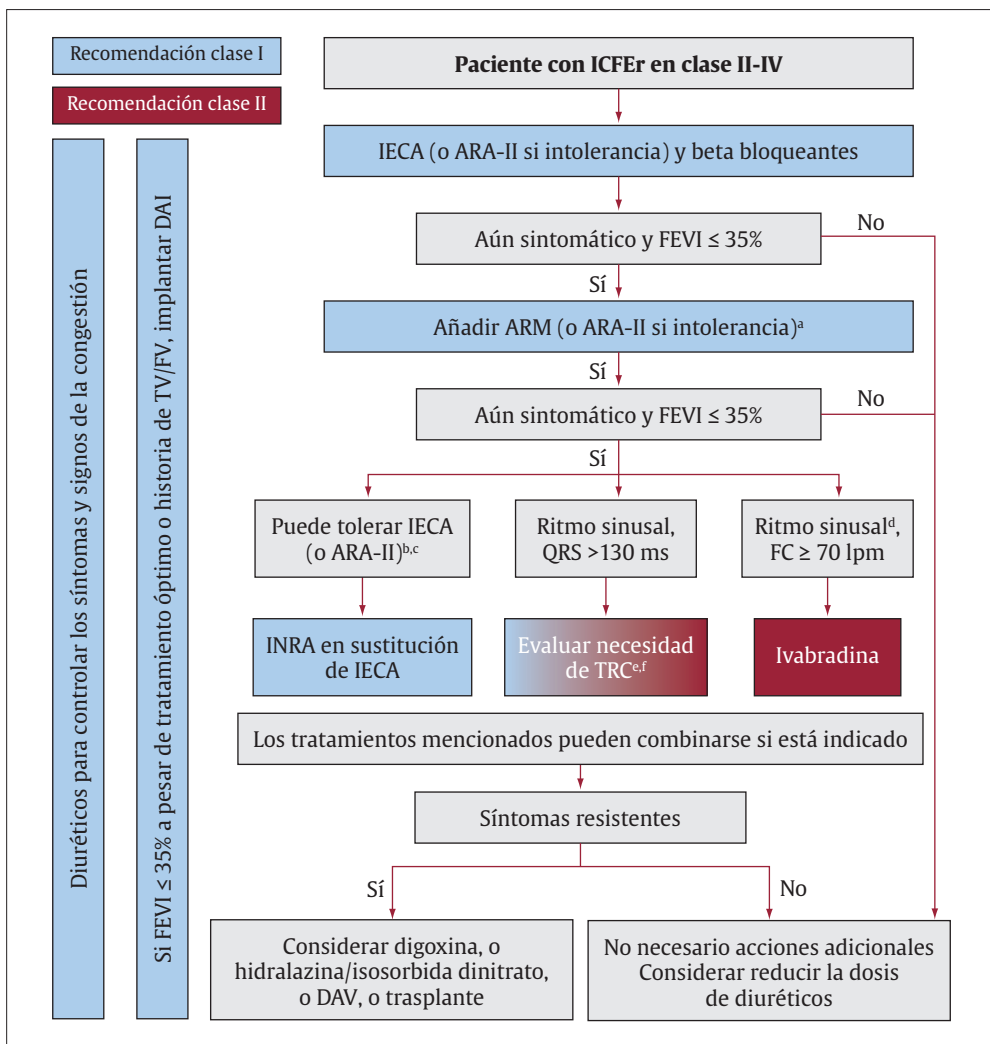 Recomendación clase I
Recomendación clase II
Diuréticos para controlar los síntomas y signos de la congestión
Si FEVI ≤ 35% a pesar de tratamiento óptimo o historia de TV/FV, implantar DAI
Paciente con ICFEr en clase II-IV
IECA (o ARA-II si intolerancia) y beta bloqueantes
Aún sintomático y FEVI ≤ 35%
No
Sí
Añadir ARM (o ARA-II si intolerancia)ᵃ
Sí
Aún sintomático y FEVI ≤ 35%
No
Sí
Puede tolerar IECA
(o ARA-II)ᵇ,ᶜ
Ritmo sinusal,
QRS >130 ms
Ritmo sinusalᵈ,
FC ≥ 70 lpm
INRA en sustitución
de IECA
Evaluar necesidad
de TRCᵉ,ᶠ
Ivabradina
Los tratamientos mencionados pueden combinarse si está indicado
Síntomas resistentes
Sí
No
Considerar digoxina, o
hidralazina/isosorbida dinitrato,
o DAV, o trasplante
No necesario acciones adicionales
Considerar reducir la dosis
de diuréticos